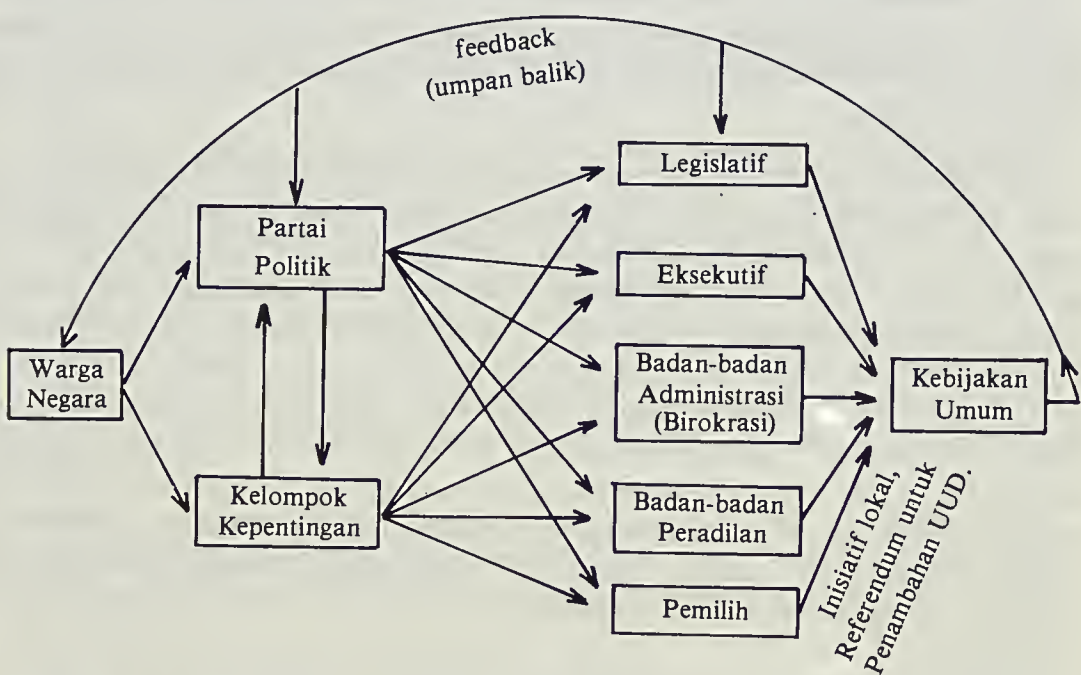 feedback
(umpan balik)
Warga
Negara
Partai
Politik
Kelompok
Kepentingan
Legislatif
Eksekutif
Badan-badan
Administrasi
(Birokrasi)
Badan-badan
Peradilan
Pemilih
Kebijakan
Umum
Inisiatif lokal,
Referendum untuk
Penambahan UUD.